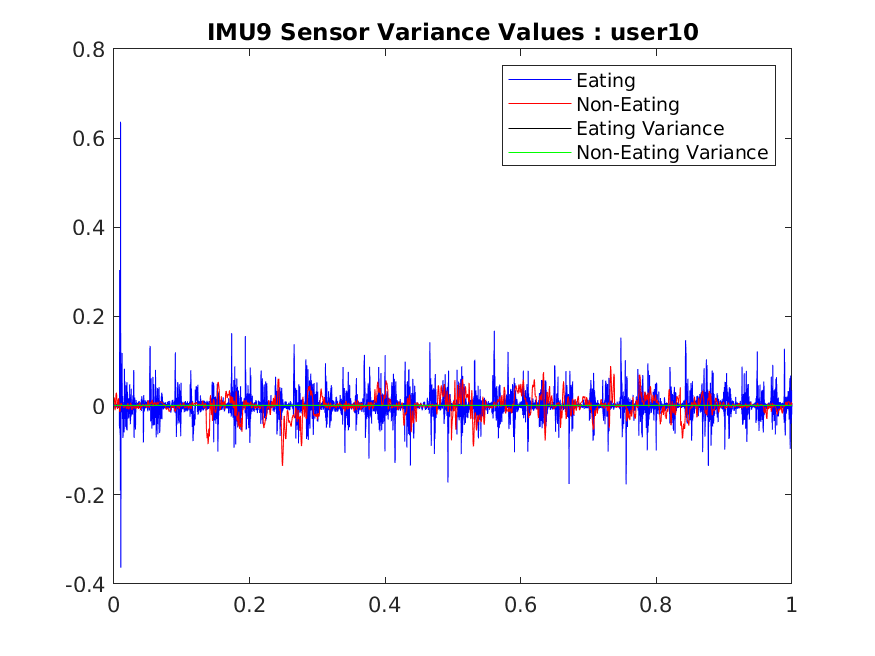 IMU9 Sensor Variance Values : user10
0.8
0.6
0.4
0.2
0
-0.2
-0.4
0 0.2 0.4 0.6 0.8 1
Eating
Non-Eating
Eating Variance
Non-Eating Variance